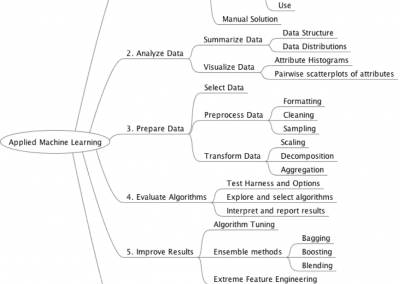 Use
Manual Solution
2. Analyze Data
Summarize Data
Data Structure
Data Distributions
Visualize Data
Attribute Histograms
Pairwise scatterplots of attributes
Applied Machine Learning
3. Prepare Data
Select Data
Preprocess Data
Formatting
Cleaning
Sampling
Transform Data
Scaling
Decomposition
Aggregation
4. Evaluate Algorithms
Test Harness and Options
Explore and select algorithms
Interpret and report results
5. Improve Results
Algorithm Tuning
Ensemble methods
Bagging
Boosting
Blending
Extreme Feature Engineering